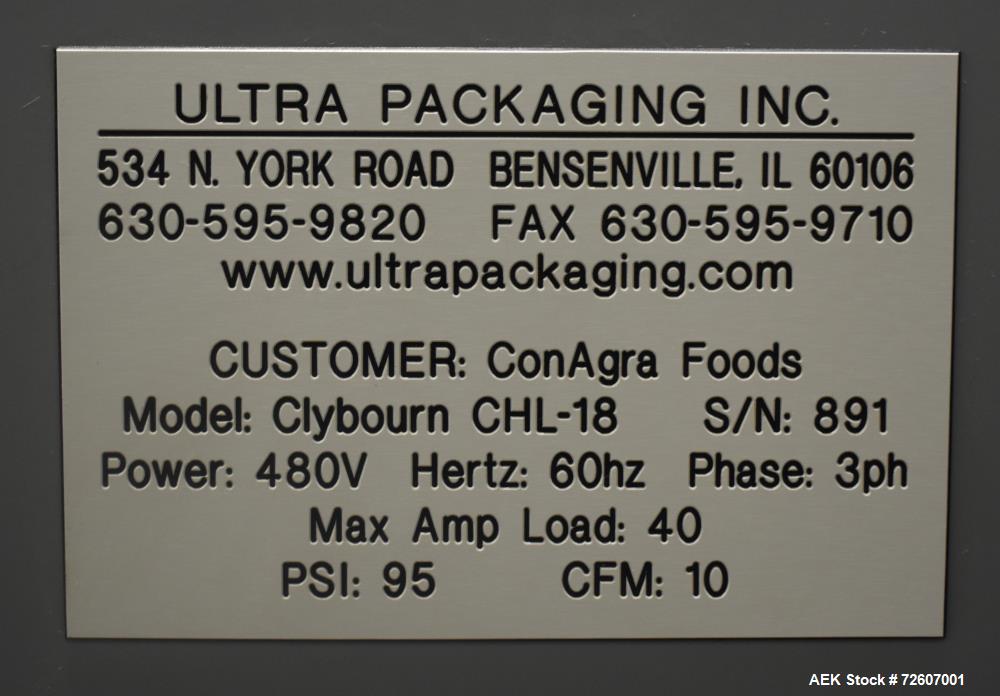 ULTRA PACKAGING INC.
534 N. YORK ROAD BENSENVILLE, IL 60106
630-595-9820 FAX 630-595-9710
www.ultrapackaging.com
CUSTOMER: ConAgra Foods
Model: Clybourn CHL-18 S/N: 891
Power: 480V Hertz: 60hz Phase: 3ph
Max Amp Load: 40
PSI: 95 CFM: 10
AEK Stock # 72607001